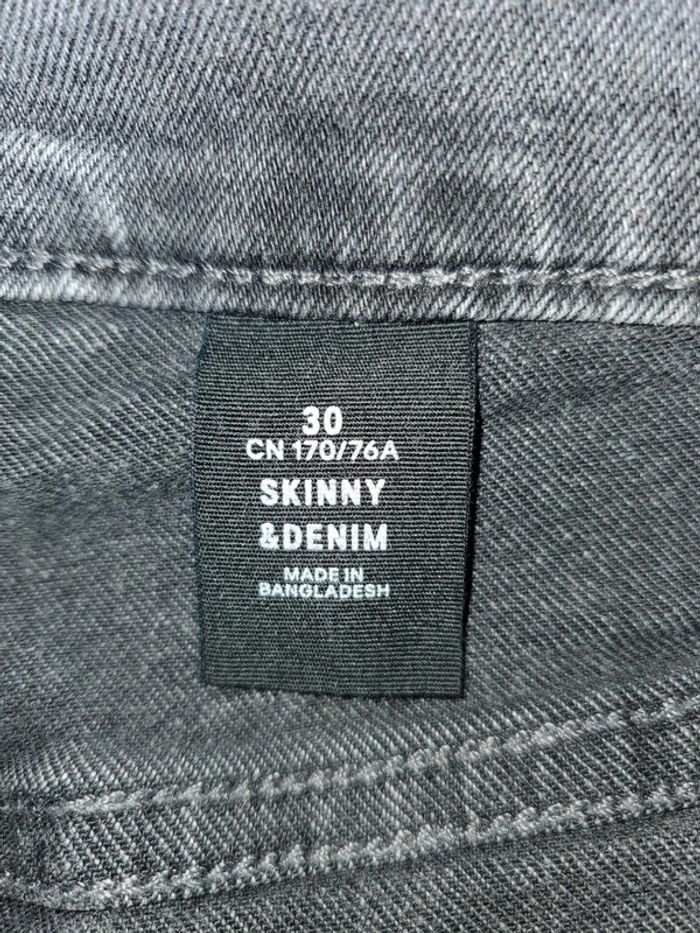 30
CN 170/76A
SKINNY
&DENIM
MADE IN
BANGLADESH